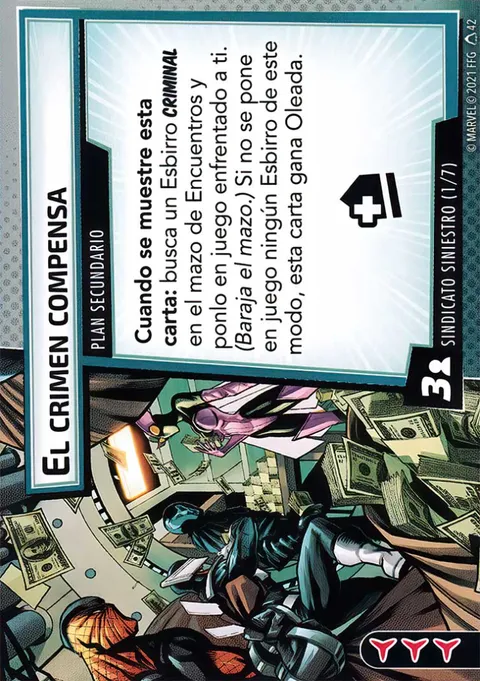 EL CRIMEN COMPENSA
PLAN SECUNDARIO
Cuando se muestre esta
carta: busca un Esbirro CRIMINAL
en el mazo de Encuentros y
ponlo en juego enfrentado a ti.
(Baraja el mazo.) Si no se pone
en juego ningún Esbirro de este
modo, esta carta gana Oleada.
3
SINDICATO SINIESTRO (1/7)
© MARVEL © 2021 FFG 42